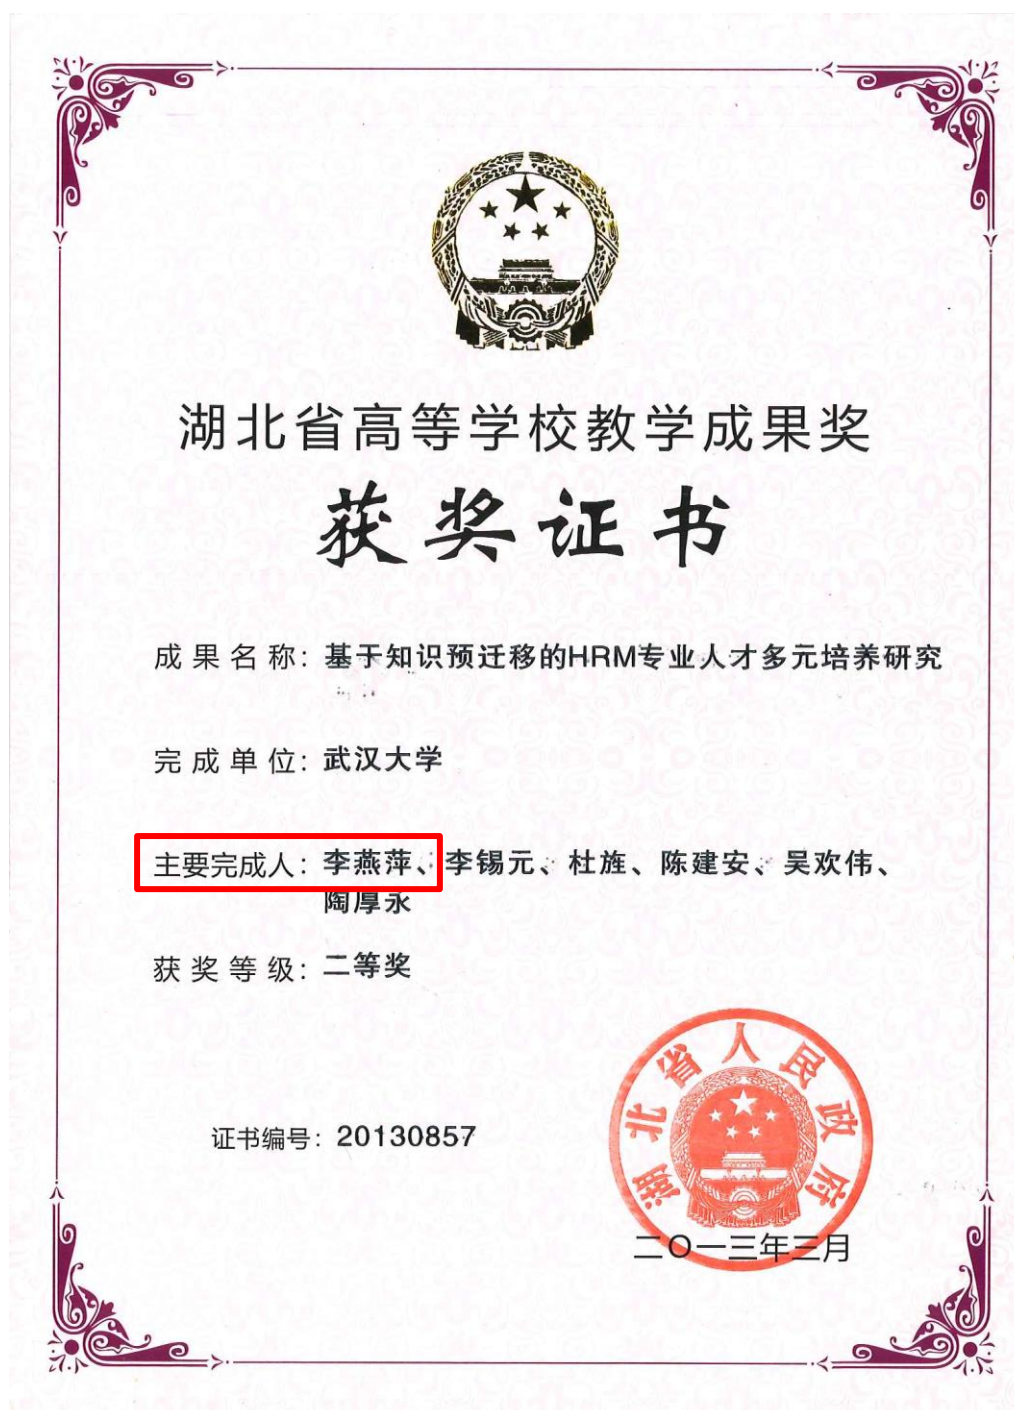 湖北省高等学校教学成果奖
获奖证书
成果名称：基于知识预迁移的HRM专业人才多元培养研究
完成单位：武汉大学
主要完成人：李燕萍、李锡元、杜旌、陈建安、吴欢伟、
陶厚永
获奖等级：二等奖
湖北省人民政府
证书编号：20130857
二〇一三年三月